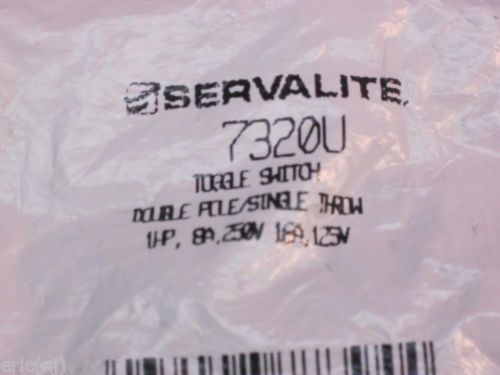 SERVALITE
7320U
TOGGLE SWITCH
DOUBLE POLE/SINGLE THROW
1HP, 8A, 250V 16A, 125V